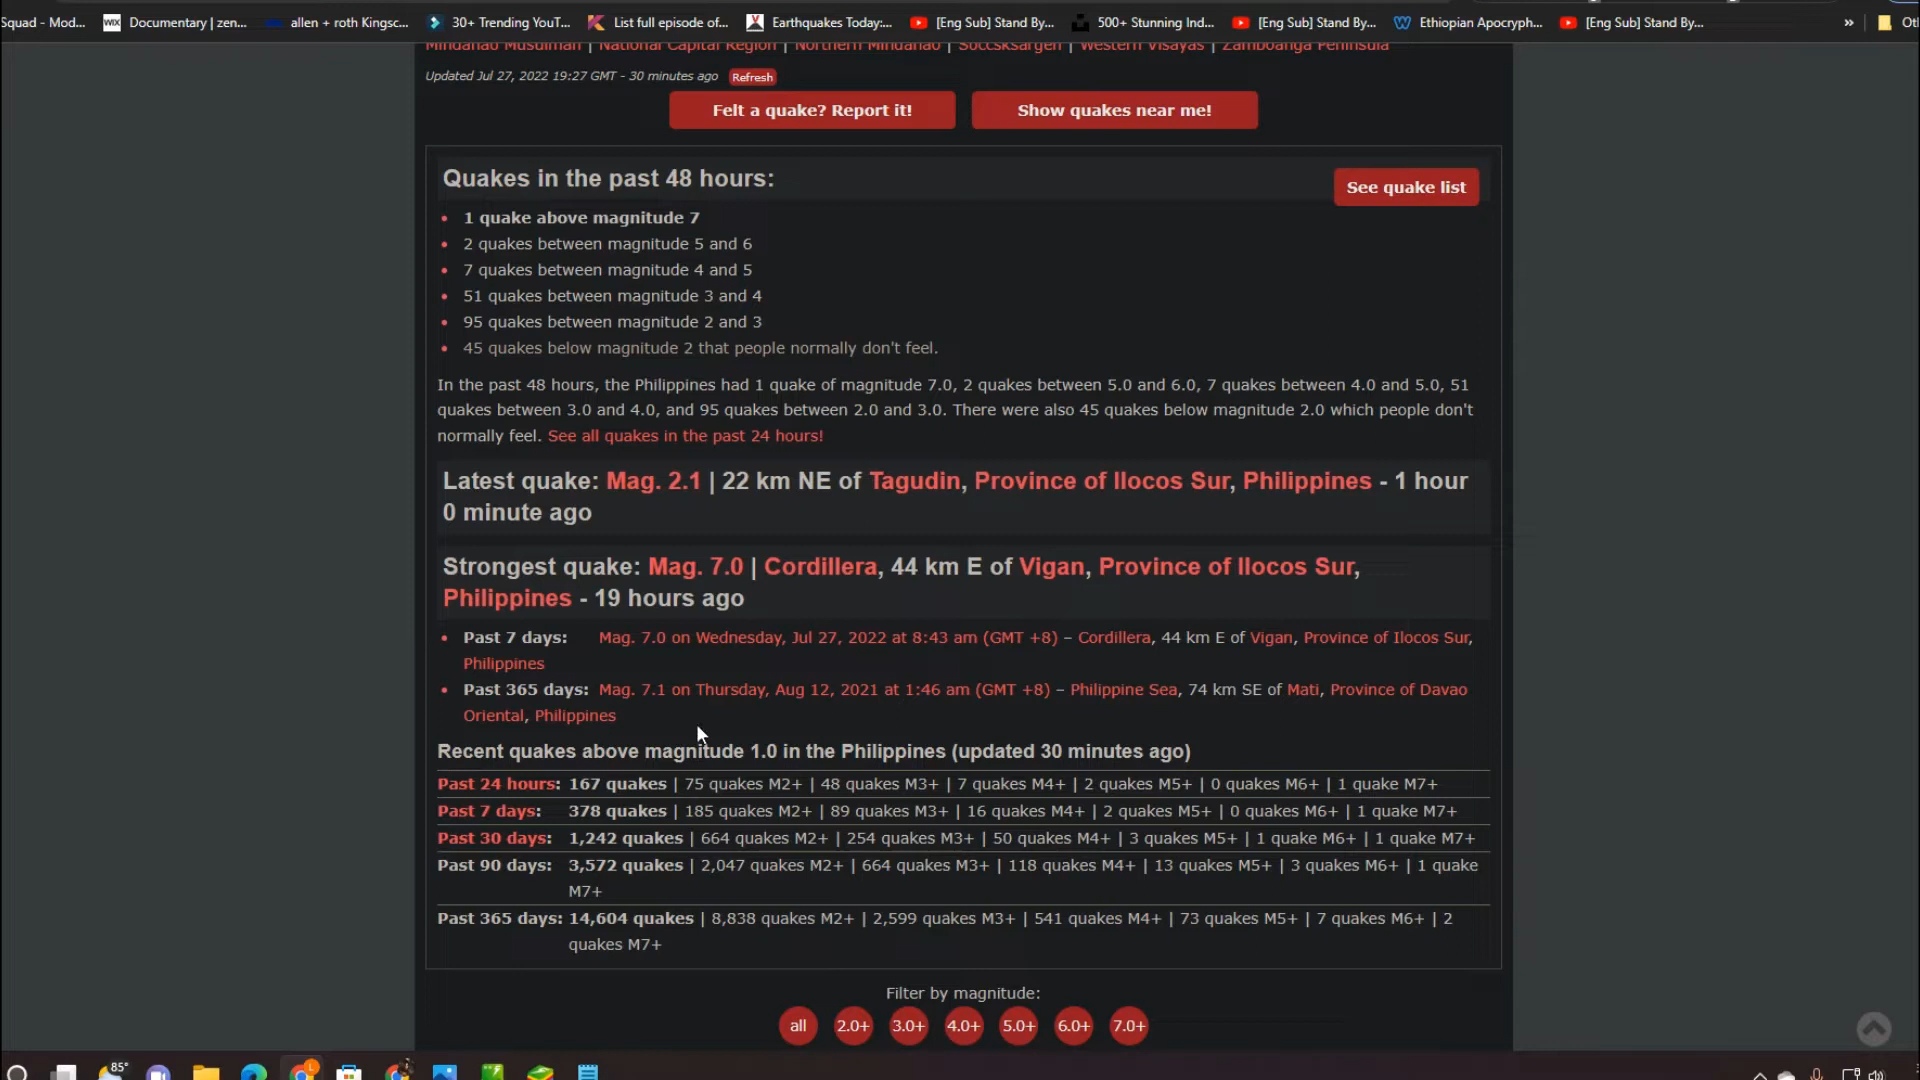 Squad - Mod... WIX Documentary | zen... allen + roth Kingsc... 30+ Trending YouT... List full episode of... Earthquakes Today:... [Eng Sub] Stand By... 500+ Stunning Ind... [Eng Sub] Stand By... Ethiopian Apocryph... [Eng Sub] Stand By... » Ot
Mindanao Musulman | National Capital Region | Northern Mindanao | Soccsksargen | Western Visayas | Zamboanga Peninsula
Updated Jul 27, 2022 19:27 GMT - 30 minutes ago Refresh
Felt a quake? Report it! Show quakes near me!
Quakes in the past 48 hours: See quake list
• 1 quake above magnitude 7
• 2 quakes between magnitude 5 and 6
• 7 quakes between magnitude 4 and 5
• 51 quakes between magnitude 3 and 4
• 95 quakes between magnitude 2 and 3
• 45 quakes below magnitude 2 that people normally don't feel.
In the past 48 hours, the Philippines had 1 quake of magnitude 7.0, 2 quakes between 5.0 and 6.0, 7 quakes between 4.0 and 5.0, 51
quakes between 3.0 and 4.0, and 95 quakes between 2.0 and 3.0. There were also 45 quakes below magnitude 2.0 which people don't
normally feel. See all quakes in the past 24 hours!
Latest quake: Mag. 2.1 | 22 km NE of Tagudin, Province of Ilocos Sur, Philippines - 1 hour
0 minute ago
Strongest quake: Mag. 7.0 | Cordillera, 44 km E of Vigan, Province of Ilocos Sur,
Philippines - 19 hours ago
• Past 7 days: Mag. 7.0 on Wednesday, Jul 27, 2022 at 8:43 am (GMT +8) – Cordillera, 44 km E of Vigan, Province of Ilocos Sur,
Philippines
• Past 365 days: Mag. 7.1 on Thursday, Aug 12, 2021 at 1:46 am (GMT +8) – Philippine Sea, 74 km SE of Mati, Province of Davao
Oriental, Philippines
Recent quakes above magnitude 1.0 in the Philippines (updated 30 minutes ago)
Past 24 hours: 167 quakes | 75 quakes M2+ | 48 quakes M3+ | 7 quakes M4+ | 2 quakes M5+ | 0 quakes M6+ | 1 quake M7+
Past 7 days: 378 quakes | 185 quakes M2+ | 89 quakes M3+ | 16 quakes M4+ | 2 quakes M5+ | 0 quakes M6+ | 1 quake M7+
Past 30 days: 1,242 quakes | 664 quakes M2+ | 254 quakes M3+ | 50 quakes M4+ | 3 quakes M5+ | 1 quake M6+ | 1 quake M7+
Past 90 days: 3,572 quakes | 2,047 quakes M2+ | 664 quakes M3+ | 118 quakes M4+ | 13 quakes M5+ | 3 quakes M6+ | 1 quake
M7+
Past 365 days: 14,604 quakes | 8,838 quakes M2+ | 2,599 quakes M3+ | 541 quakes M4+ | 73 quakes M5+ | 7 quakes M6+ | 2
quakes M7+
Filter by magnitude:
all 2.0+ 3.0+ 4.0+ 5.0+ 6.0+ 7.0+
85°